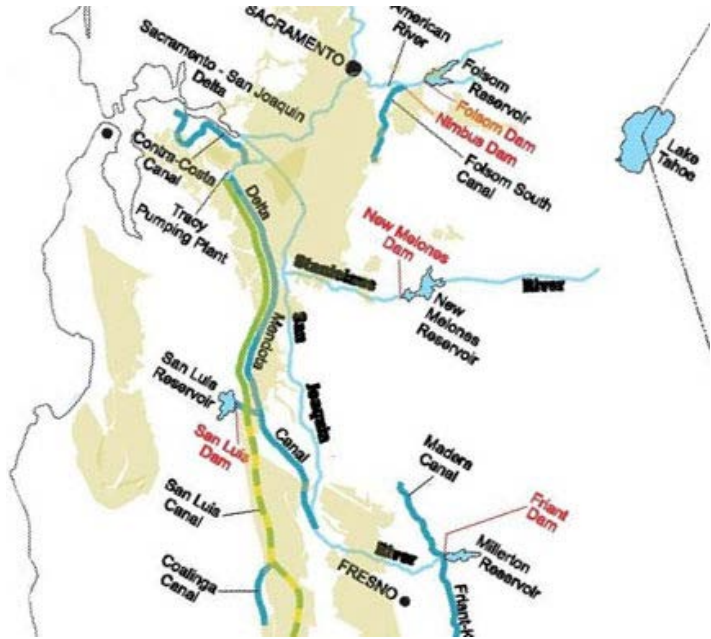 American
River
SACRAMENTO
Sacramento - San Joaquin
Delta
Folsom
Reservoir
Folsom Dam
Nimbus Dam
Folsom South
Canal
Lake
Tahoe
Contra-Costa
Canal
Tracy
Pumping Plant
Delta
Mendota
Canal
New Melones
Dam
Stanislaus
River
New
Melones
Reservoir
San
Joaquin
River
San Luis
Reservoir
San Luis
Dam
San Luis
Canal
Coalinga
Canal
Madera
Canal
Friant
Dam
Millerton
Reservoir
FRESNO
Friant-K